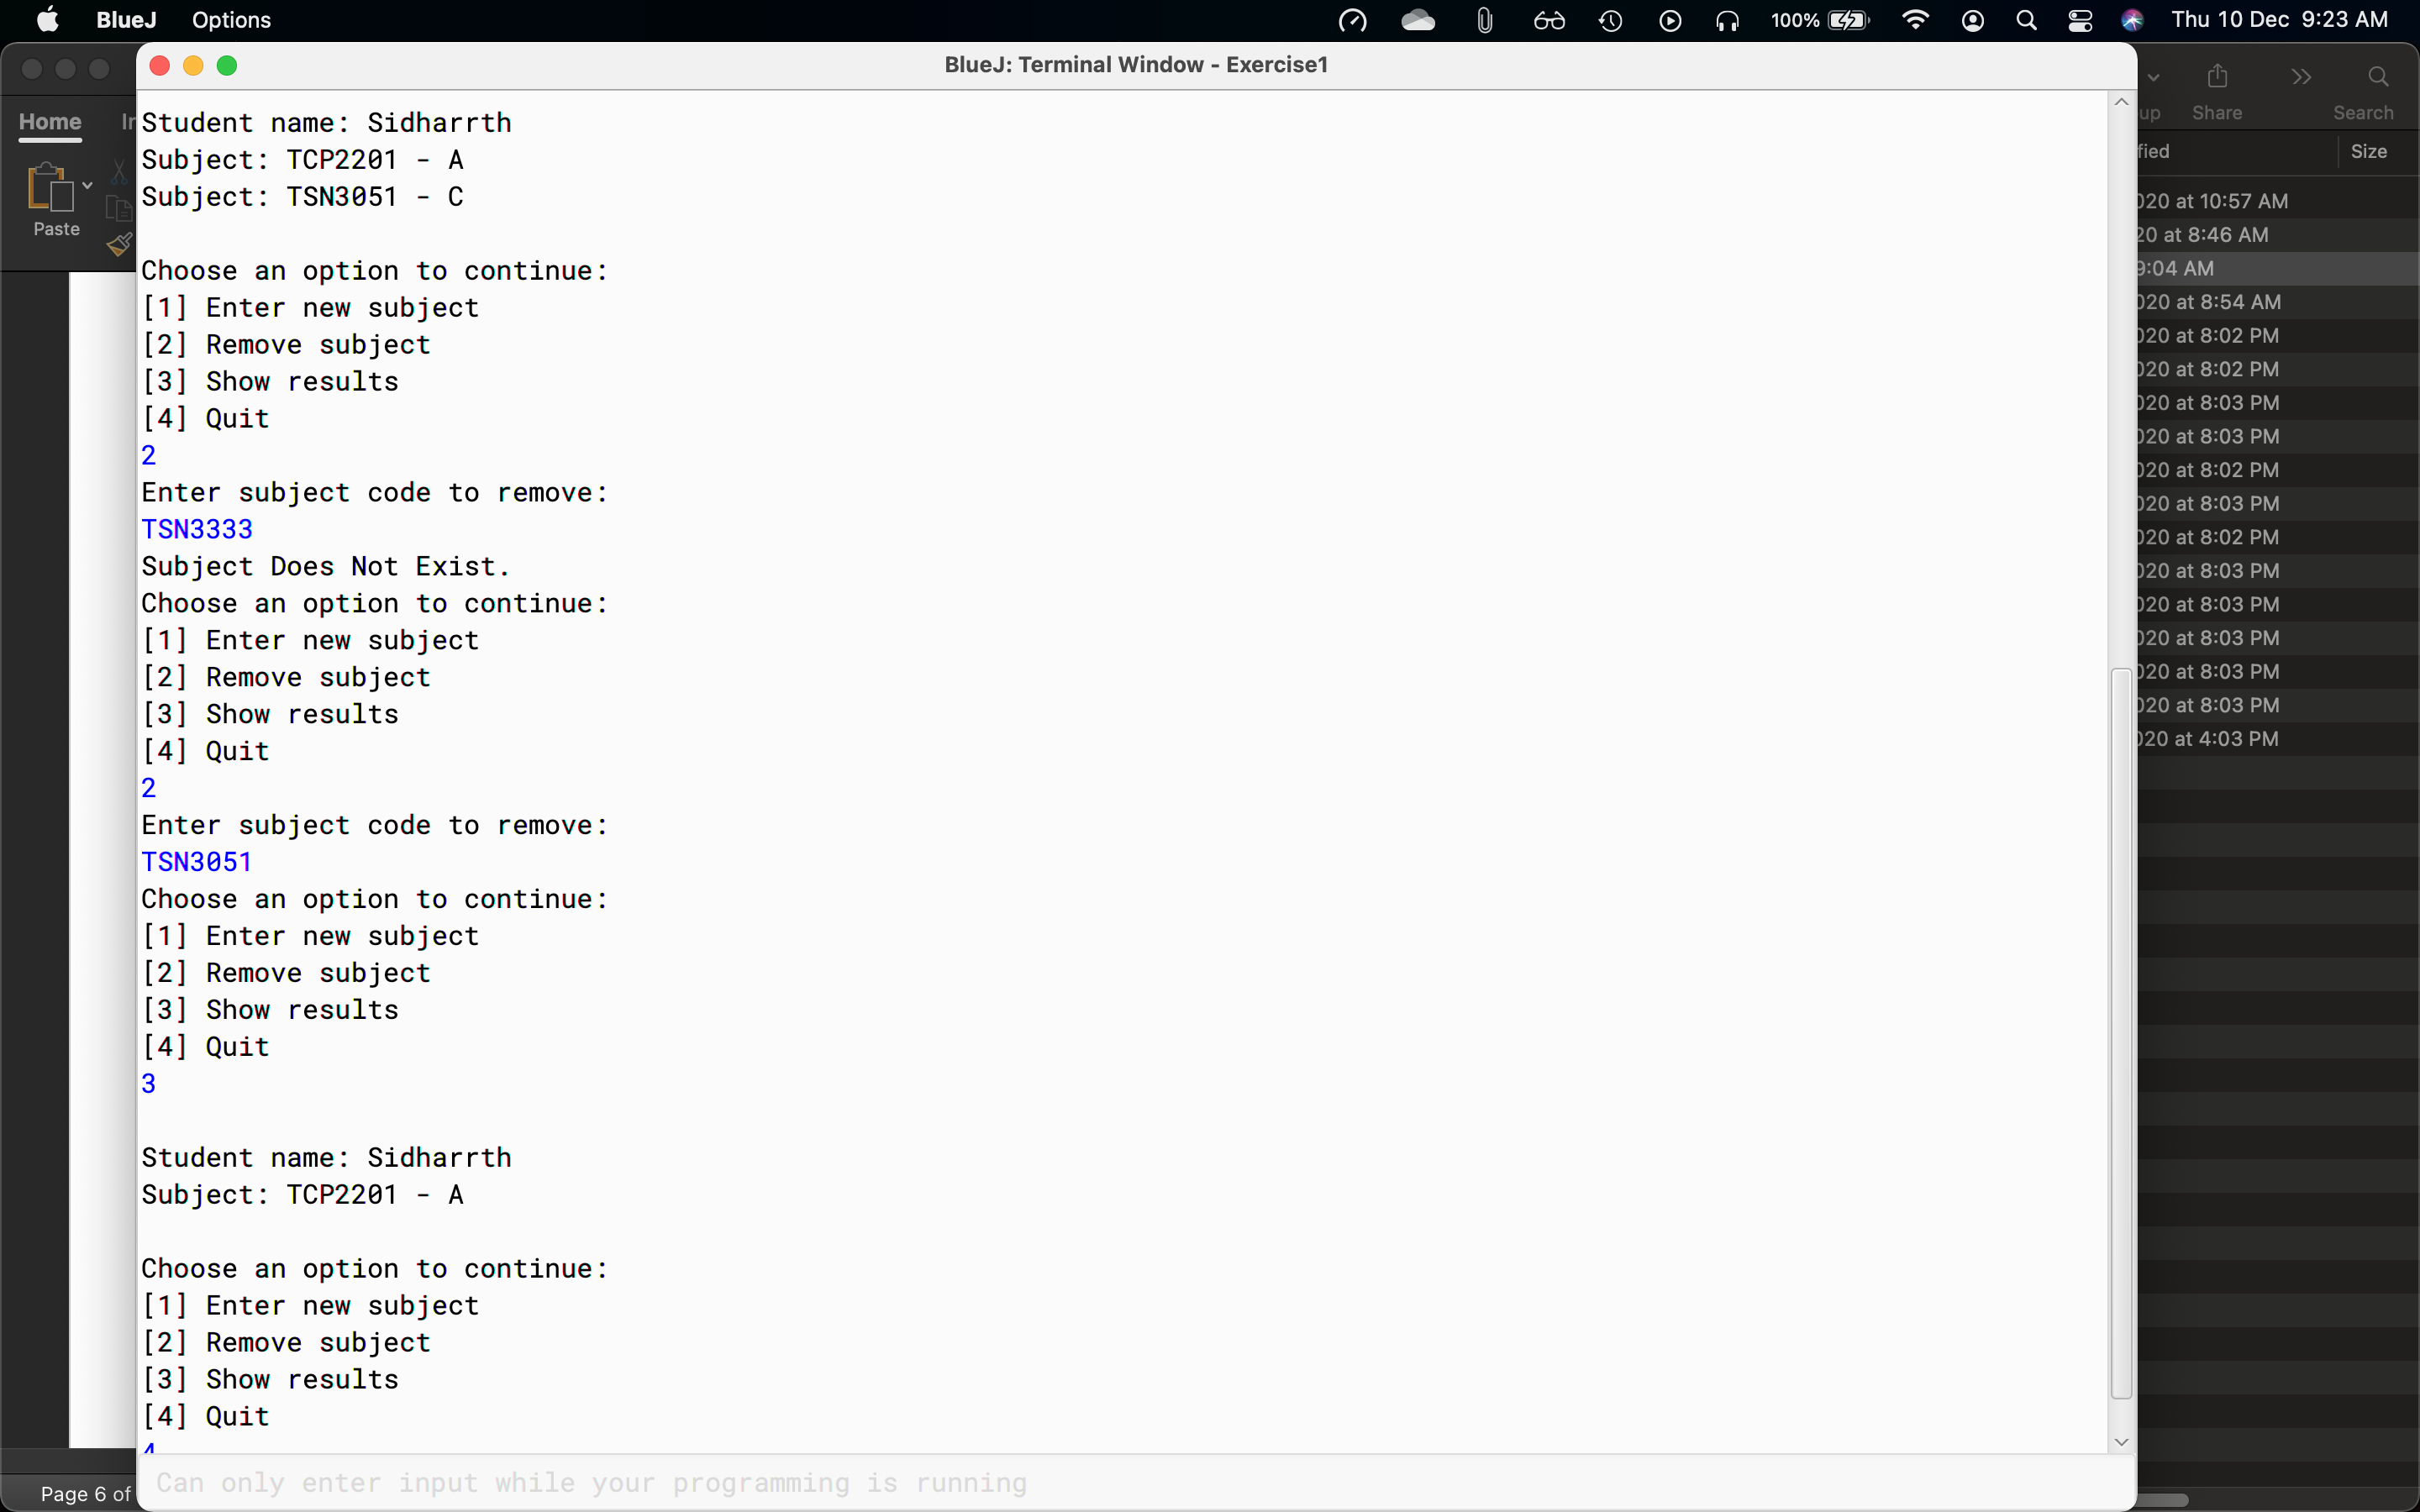 BlueJ Options 100% Thu 10 Dec 9:23 AM
BlueJ: Terminal Window - Exercise1
Home
Paste
Student name: Sidharrth
Subject: TCP2201 - A
Subject: TSN3051 - C
Choose an option to continue:
[1] Enter new subject
[2] Remove subject
[3] Show results
[4] Quit
2
Enter subject code to remove:
TSN3333
Subject Does Not Exist.
Choose an option to continue:
[1] Enter new subject
[2] Remove subject
[3] Show results
[4] Quit
2
Enter subject code to remove:
TSN3051
Choose an option to continue:
[1] Enter new subject
[2] Remove subject
[3] Show results
[4] Quit
3
Student name: Sidharrth
Subject: TCP2201 - A
Choose an option to continue:
[1] Enter new subject
[2] Remove subject
[3] Show results
[4] Quit
4
Can only enter input while your programming is running
Page 6 of
up Share Search
fied Size
020 at 10:57 AM
20 at 8:46 AM
9:04 AM
020 at 8:54 AM
020 at 8:02 PM
020 at 8:02 PM
020 at 8:03 PM
020 at 8:03 PM
020 at 8:02 PM
020 at 8:03 PM
020 at 8:02 PM
020 at 8:03 PM
020 at 8:03 PM
020 at 8:03 PM
020 at 8:03 PM
020 at 8:03 PM
020 at 4:03 PM